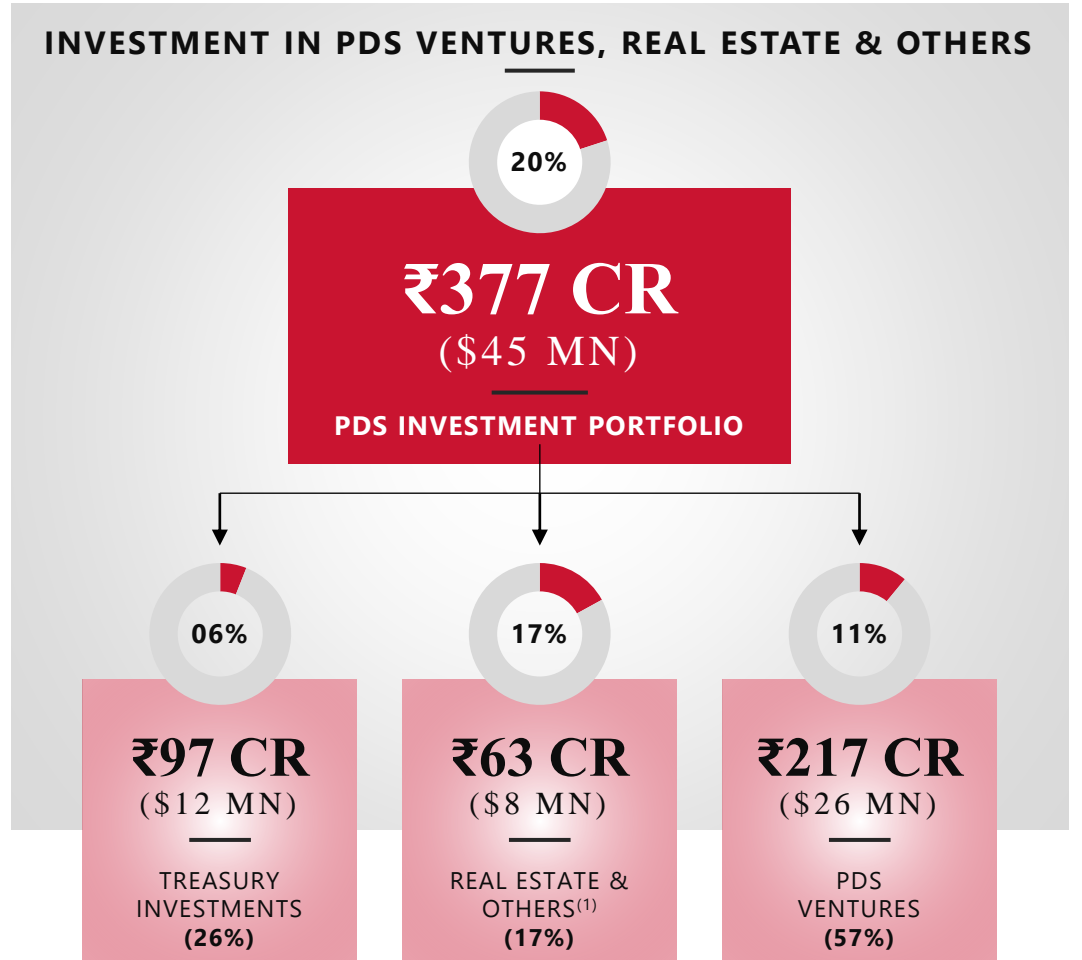 INVESTMENT IN PDS VENTURES, REAL ESTATE & OTHERS
20%
₹377 CR
($45 MN)
PDS INVESTMENT PORTFOLIO
06%
₹97 CR
($12 MN)
TREASURY
INVESTMENTS
(26%)
17%
₹63 CR
($8 MN)
REAL ESTATE &
OTHERS(1)
(17%)
11%
₹217 CR
($26 MN)
PDS
VENTURES
(57%)